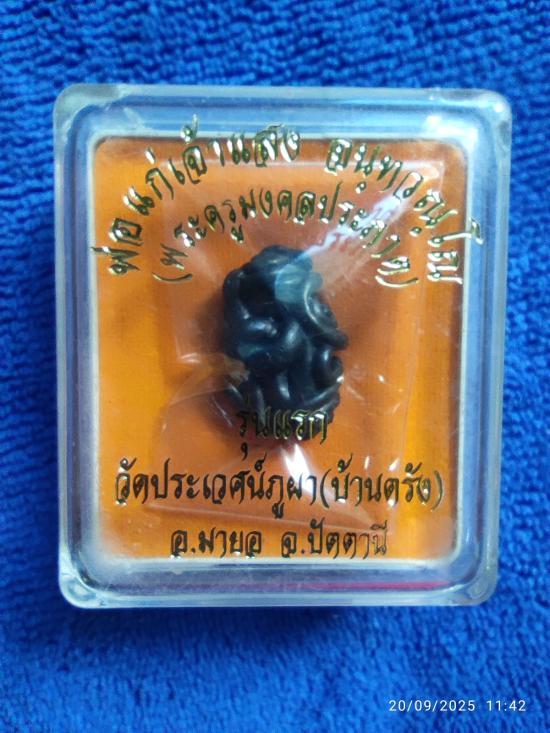 พ่อแก่เจ้าแสง จนฺทวณฺโณ
(พระครูมงคลประภาต)
รุ่นแรก
วัดประเวศน์ภูผา(บ้านตรัง)
อ.มายอ จ.ปัตตานี
20/09/2025 11:42